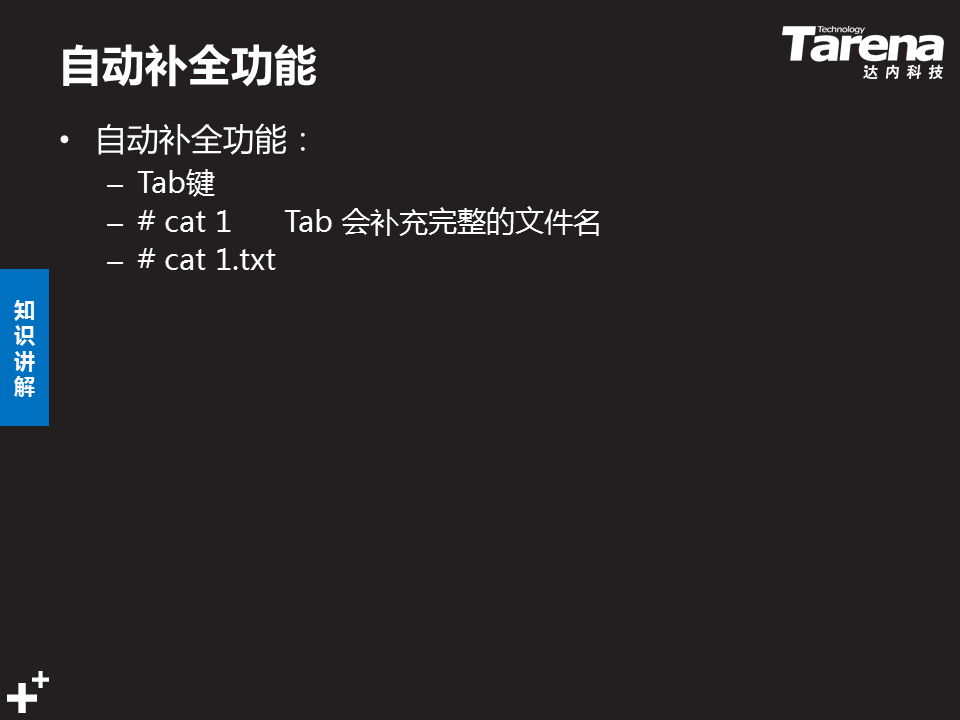 自动补全功能
Technology
Tarena
达内科技
• 自动补全功能：
– Tab键
– # cat 1 Tab 会补充完整的文件名
– # cat 1.txt
知
识
讲
解